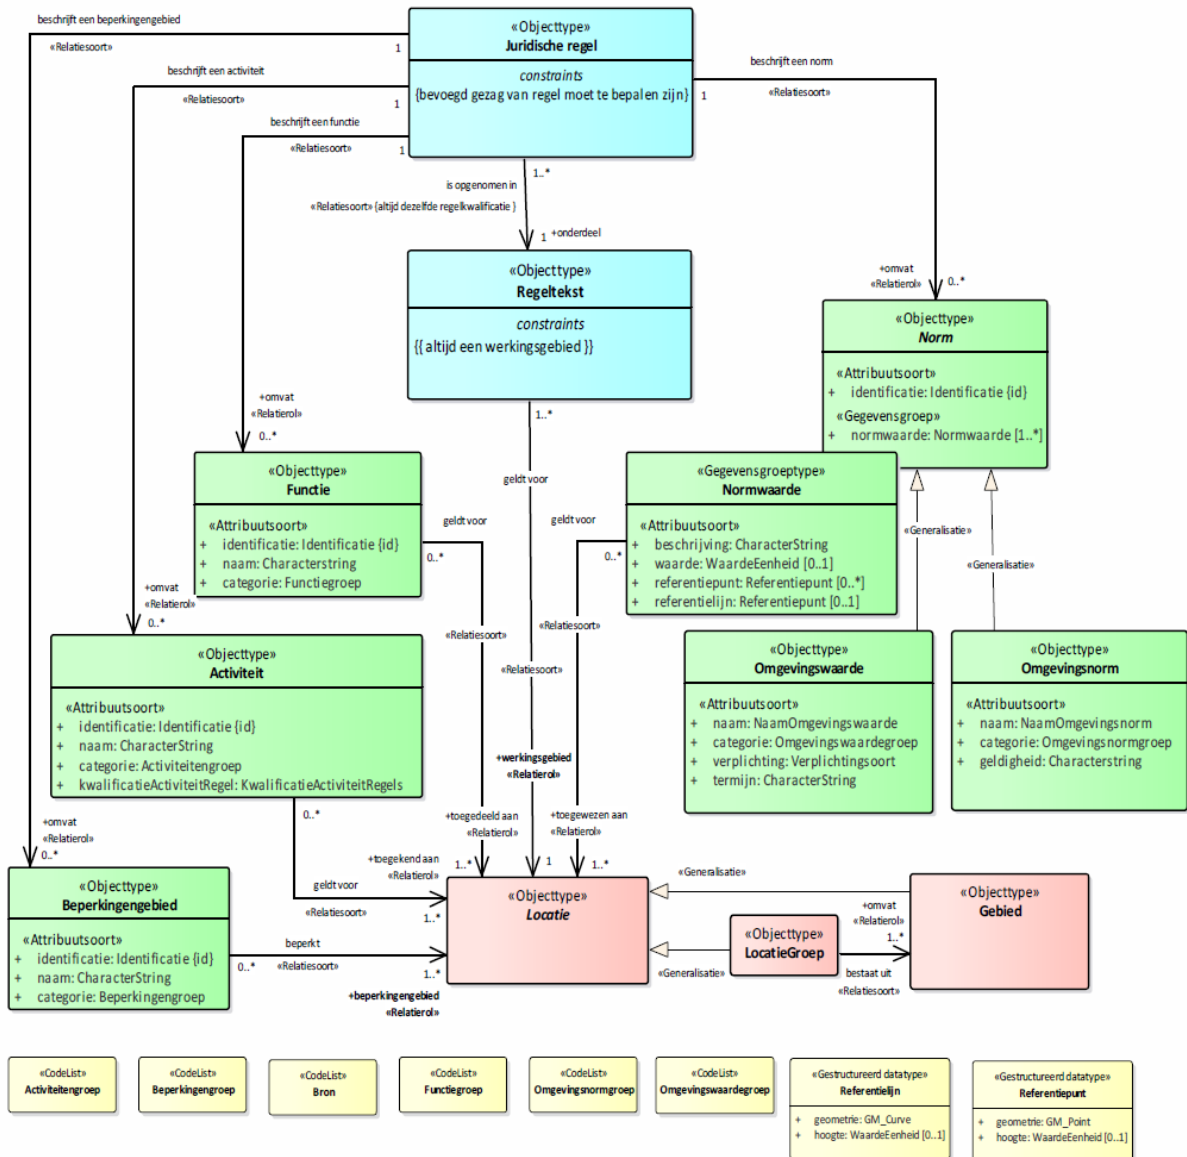 beschrijft een beperkingengebied
«Relatiesoort»
1
beschrijft een activiteit
«Relatiesoort»
1
beschrijft een functie
«Relatiesoort»
1
«Objecttype»
Juridische regel
constraints
{bevoegd gezag van regel moet te bepalen zijn}
beschrijft een norm
1
«Relatiesoort»
1..*
is opgenomen in
«Relatiesoort» {altijd dezelfde regelkwalificatie }
1
+onderdeel
«Objecttype»
Regeltekst
constraints
{{ altijd een werkingsgebied }}
1..*
+omvat
«Relatierol»
0..*
«Objecttype»
Norm
«Attribuutsoort»
+ identificatie: Identificatie {id}
«Gegevensgroep»
+ normwaarde: Normwaarde [1..*]
+omvat
«Relatierol»
0..*
«Objecttype»
Functie
«Attribuutsoort»
+ identificatie: Identificatie {id}
+ naam: Characterstring
+ categorie: Functiegroep
geldt voor
0..*
«Relatiesoort»
geldt voor
«Relatiesoort»
geldt voor
0..*
«Relatiesoort»
«Gegevensgroeptype»
Normwaarde
«Attribuutsoort»
+ beschrijving: CharacterString
+ waarde: WaardeEenheid [0..1]
+ referentiepunt: Referentiepunt [0..*]
+ referentielijn: Referentiepunt [0..1]
«Generalisatie»
«Generalisatie»
+omvat
«Relatierol»
0..*
«Objecttype»
Activiteit
«Attribuutsoort»
+ identificatie: Identificatie {id}
+ naam: CharacterString
+ categorie: Activiteitengroep
+ kwalificatieActiviteitRegel: KwalificatieActiviteitRegels
«Objecttype»
Omgevingswaarde
«Attribuutsoort»
+ naam: NaamOmgevingswaarde
+ categorie: Omgevingswaardegroep
+ verplichting: Verplichtingsoort
+ termijn: CharacterString
«Objecttype»
Omgevingsnorm
«Attribuutsoort»
+ naam: NaamOmgevingsnorm
+ categorie: Omgevingsnormgroep
+ geldigheid: Characterstring
+werkingsgebied
«Relatierol»
1
+toegedeeld aan
«Relatierol»
1..*
+toegewezen aan
«Relatierol»
1..*
0..*
geldt voor
«Relatiesoort»
+toegekend aan
«Relatierol»
1..*
+omvat
«Relatierol»
0..*
«Objecttype»
Beperkingengebied
«Attribuutsoort»
+ identificatie: Identificatie {id}
+ naam: CharacterString
+ categorie: Beperkingengroep
0..*
beperkt
«Relatiesoort»
1..*
+beperkingengebied
«Relatierol»
«Objecttype»
Locatie
«Generalisatie»
«Generalisatie»
«Objecttype»
LocatieGroep
+omvat
«Relatierol»
1..*
bestaat uit
«Relatiesoort»
«Objecttype»
Gebied
«CodeList»
Activiteitengroep
«CodeList»
Beperkingengroep
«CodeList»
Bron
«CodeList»
Functiegroep
«CodeList»
Omgevingsnormgroep
«CodeList»
Omgevingswaardegroep
«Gestructureerd datatype»
Referentielijn
+ geometrie: GM_Curve
+ hoogte: WaardeEenheid [0..1]
«Gestructureerd datatype»
Referentiepunt
+ geometrie: GM_Point
+ hoogte: WaardeEenheid [0..1]